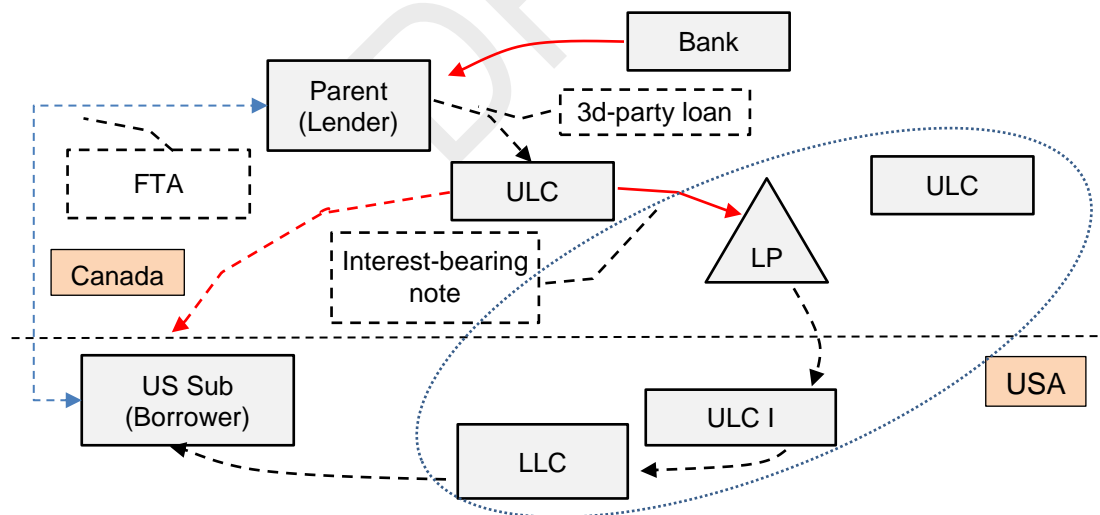 Bank
Parent
(Lender)
3d-party loan
FTA
ULC
ULC
Interest-bearing
note
LP
Canada
US Sub
(Borrower)
USA
ULC I
LLC